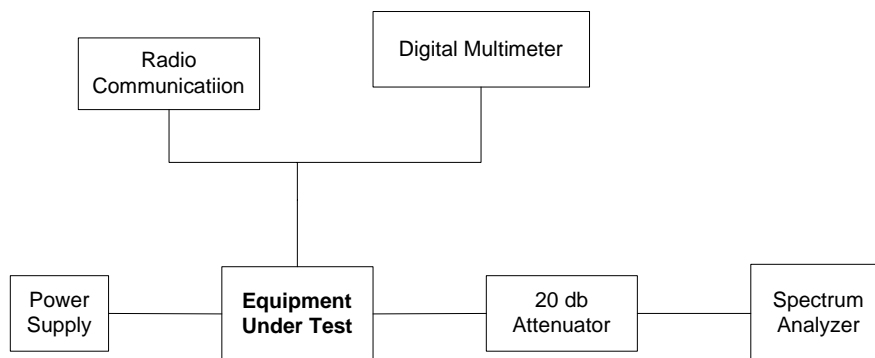 Radio
Communicatiion
Digital Multimeter
Power
Supply
Equipment
Under Test
20 db
Attenuator
Spectrum
Analyzer